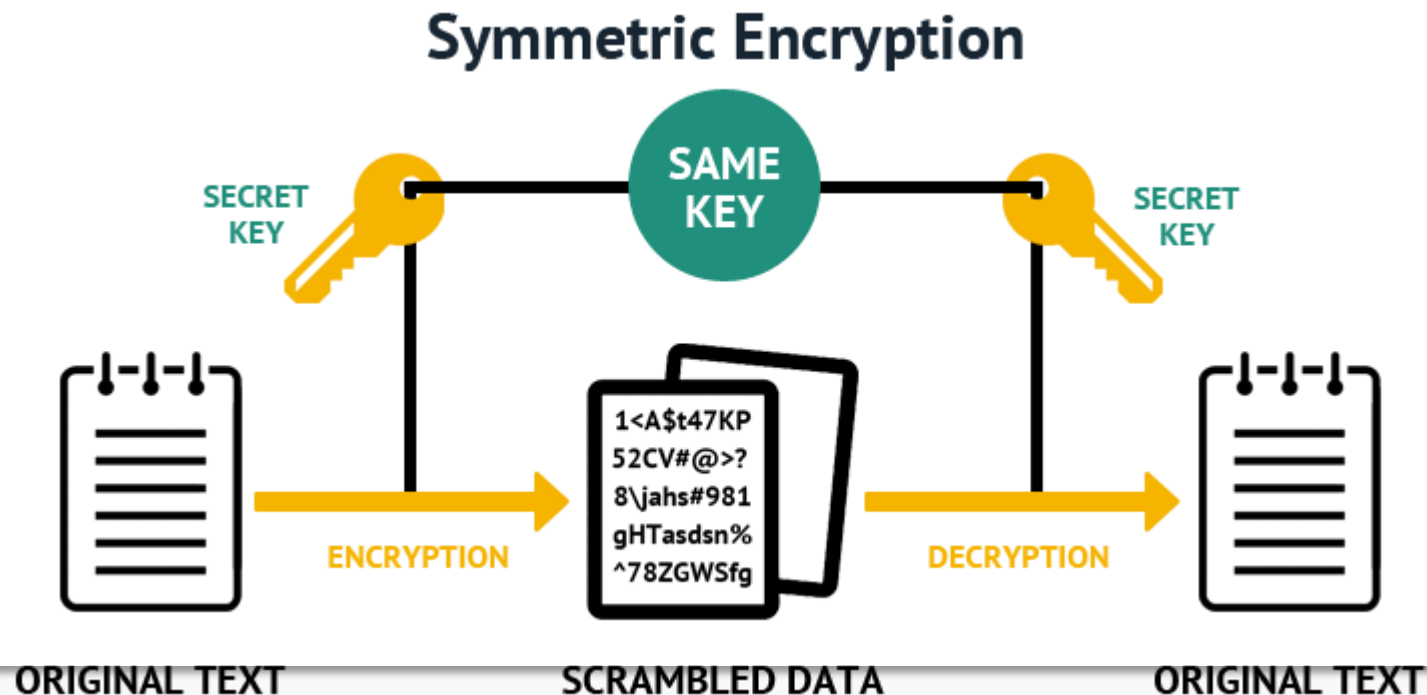 Symmetric Encryption
SAME
KEY
SECRET
KEY
SECRET
KEY
1<A$t47KP
52CV#@>?
8\jahs#981
gHTasdsn%
^78ZGWSfg
ENCRYPTION
DECRYPTION
ORIGINAL TEXT
SCRAMBLED DATA
ORIGINAL TEXT